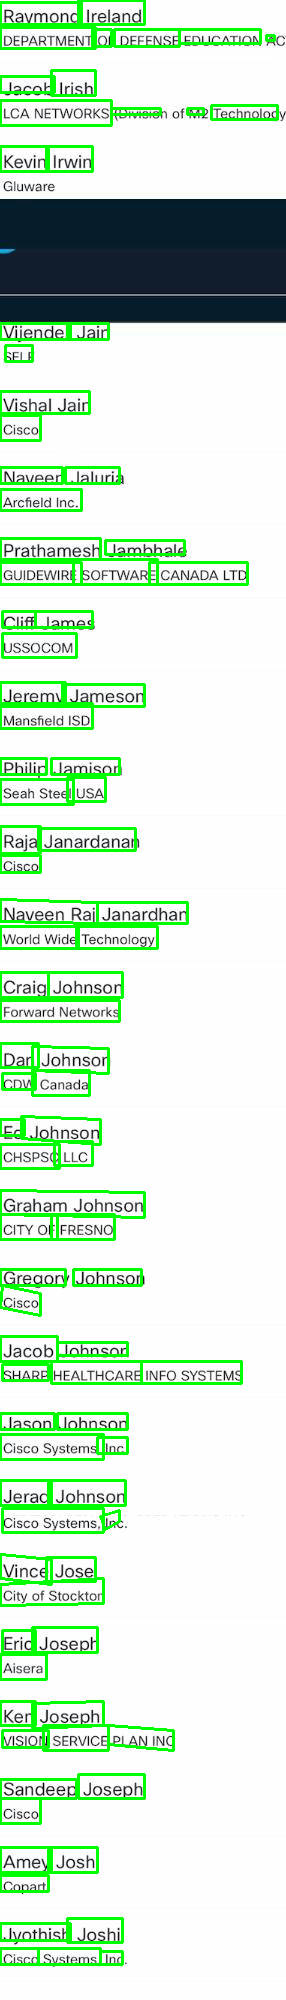 Raymond Ireland
DEPARTMENT OF DEFENSE EDUCATION AC
Jacob Irish
LCA NETWORKS (Division of M2 Technology
Kevin Irwin
Gluware
Vijender Jain
SELF
Vishal Jain
Cisco
Naveen Jaluria
Arcfield Inc.
Prathamesh Jambhale
GUIDEWIRE SOFTWARE CANADA LTD
Cliff James
USSOCOM
Jeremy Jameson
Mansfield ISD
Philip Jamison
Seah Steel USA
Raja Janardanan
Cisco
Naveen Raj Janardhan
World Wide Technology
Craig Johnson
Forward Networks
Dan Johnson
CDW Canada
Ed Johnson
CHSPSC LLC
Graham Johnson
CITY OF FRESNO
Gregory Johnson
Cisco
Jacob Johnson
SHARP HEALTHCARE INFO SYSTEMS
Jason Johnson
Cisco Systems, Inc.
Jerad Johnson
Cisco Systems, Inc.
Vince Jose
City of Stockton
Eric Joseph
Aisera
Ken Joseph
VISION SERVICE PLAN INC
Sandeep Joseph
Cisco
Amey Josh
Copart
Jyothish Joshi
Cisco Systems, Inc.